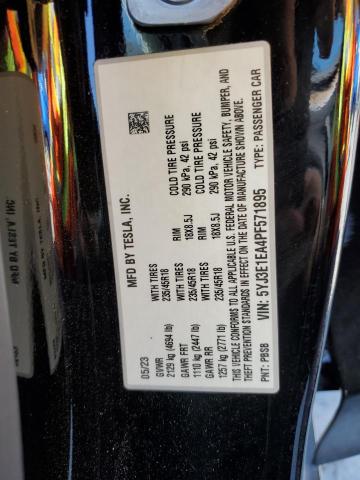 MFD BY TESLA, INC.
05/23
GVWR
2129 kg (4694 lb)
GAWR FRT
1110 kg (2447 lb)
WITH TIRES
235/45R18
RIM
18X8.5J
COLD TIRE PRESSURE
290 kPa, 42 psi
GAWR RR
1257 kg (2771 lb)
WITH TIRES
235/45R18
RIM
18X8.5J
COLD TIRE PRESSURE
290 kPa, 42 psi
THIS VEHICLE CONFORMS TO ALL APPLICABLE U.S. FEDERAL MOTOR VEHICLE SAFETY, BUMPER, AND
THEFT PREVENTION STANDARDS IN EFFECT ON THE DATE OF MANUFACTURE SHOWN ABOVE.
VIN: 5YJ3E1EA4PF571895
TYPE: PASSENGER CAR
PNT: PBSB